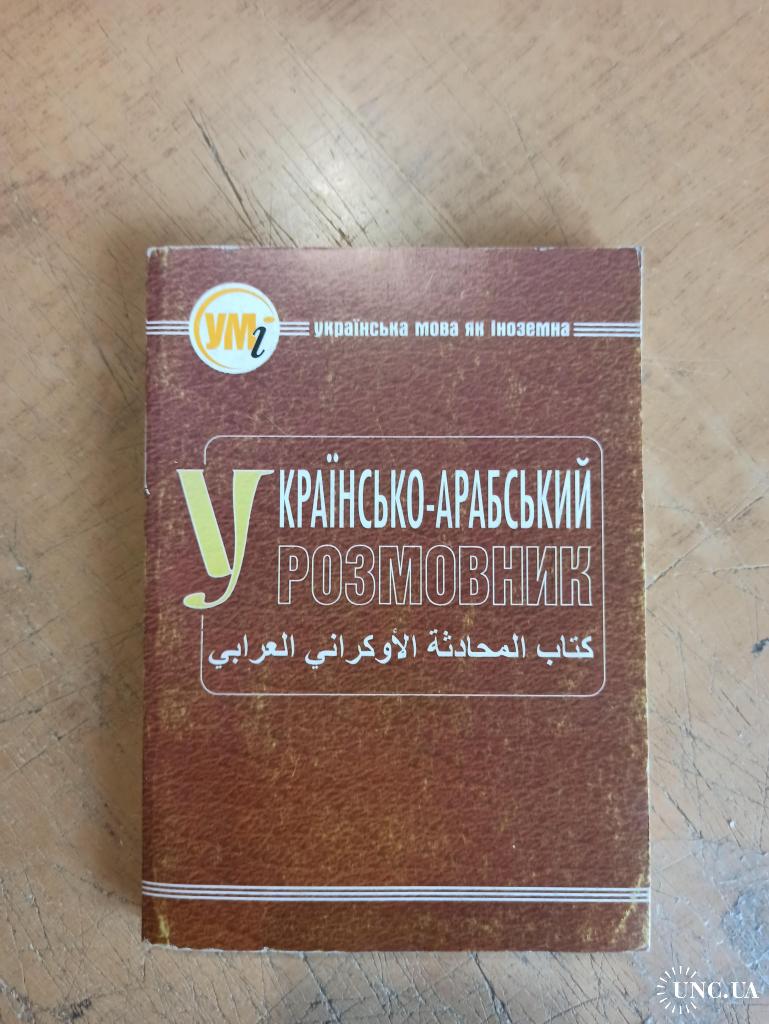 УМі
українська мова як іноземна
УКРАЇНСЬКО-АРАБСЬКИЙ
РОЗМОВНИК
كتاب المحادثة الأوكراني العرابي
UNC.UA